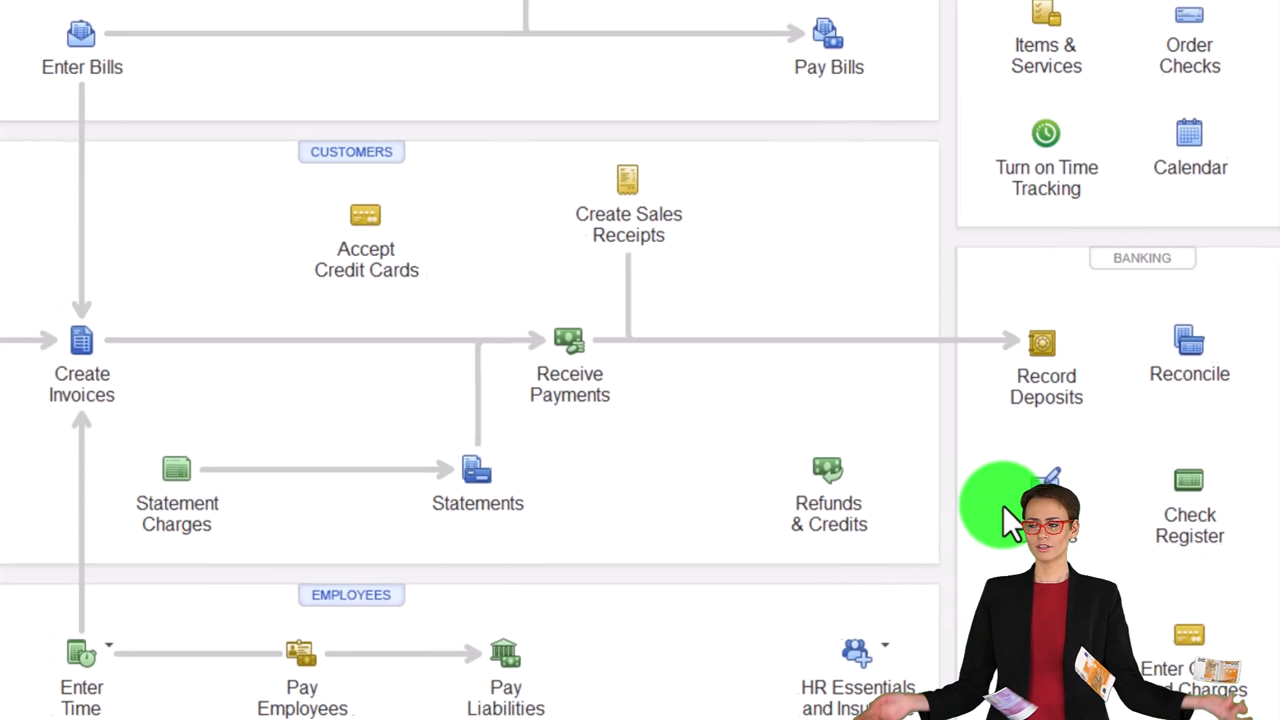 Enter Bills
Pay Bills
Items &
Services
Order
Checks
Turn on Time
Tracking
Calendar
CUSTOMERS
Create Sales
Receipts
Accept
Credit Cards
BANKING
Create
Invoices
Receive
Payments
Record
Deposits
Reconcile
Statement
Charges
Statements
Refunds
& Credits
Check
Register
EMPLOYEES
Enter
Time
Pay
Employees
Pay
Liabilities
HR Essentials
and
Enter
Charges